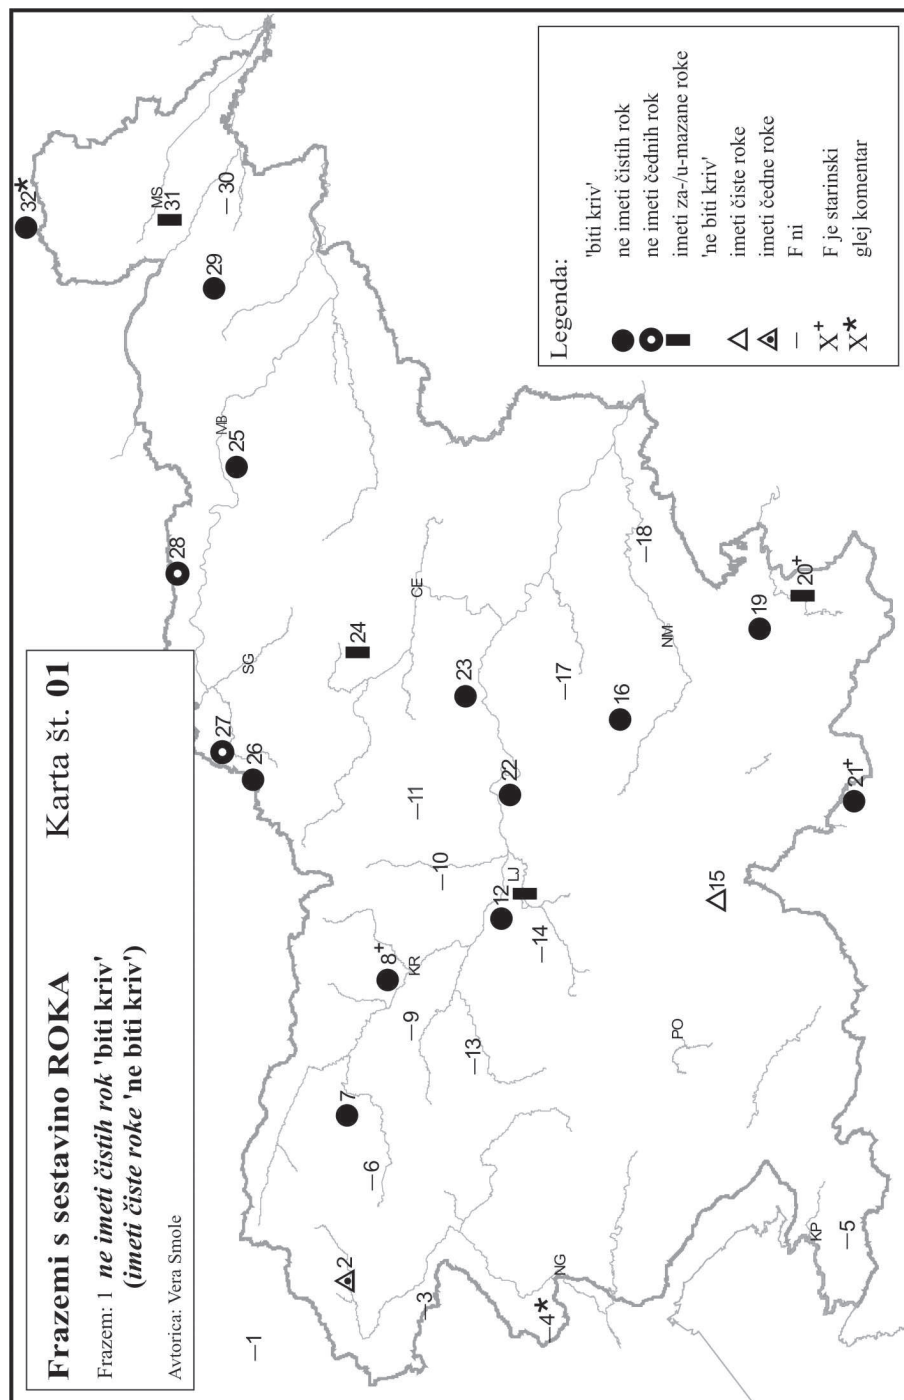 Frazemi s sestavino ROKA
Karta št. 01
Frazem: 1 ne imeti čistih rok 'biti kriv'
(imeti čiste roke 'ne biti kriv')
Avtorica: Vera Smole
Legenda:
'biti kriv'
ne imeti čistih rok
ne imeti čednih rok
imeti za-/u-mazane roke
'ne biti kriv'
imeti čiste roke
imeti čedne roke
– F ni
X+ F je starinski
X* glej komentar
–1
2
–3
–4*
–5
–6
7
8+
–9
–10
–11
12
–13
–14
15
16
–17
–18
19
20+
21+
22
23
24
25
26
27
28
29
–30
31
32*
MS
MB
SG
CE
NM
LJ
KR
PO
NG
KP